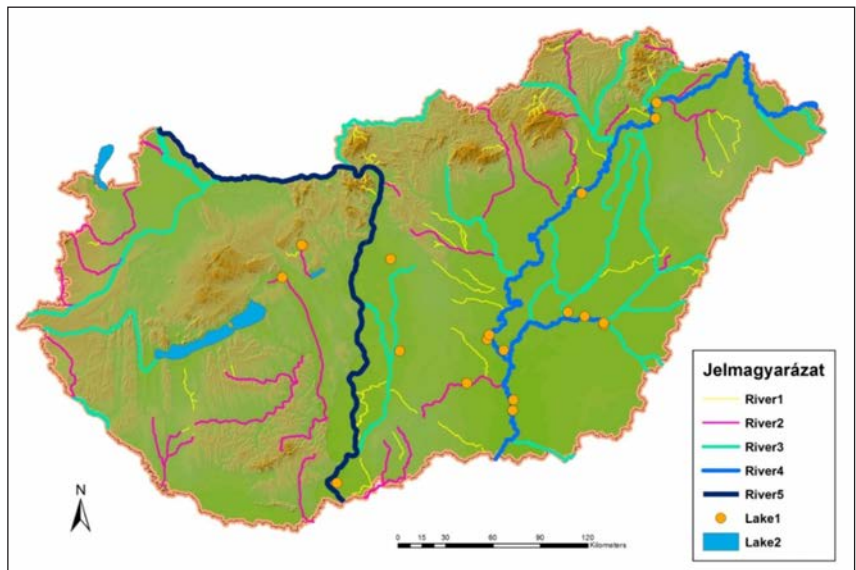 Jelmagyarázat
River1
River2
River3
River4
River5
Lake1
Lake2
N
0 15 30 60 90 120
Kilometers